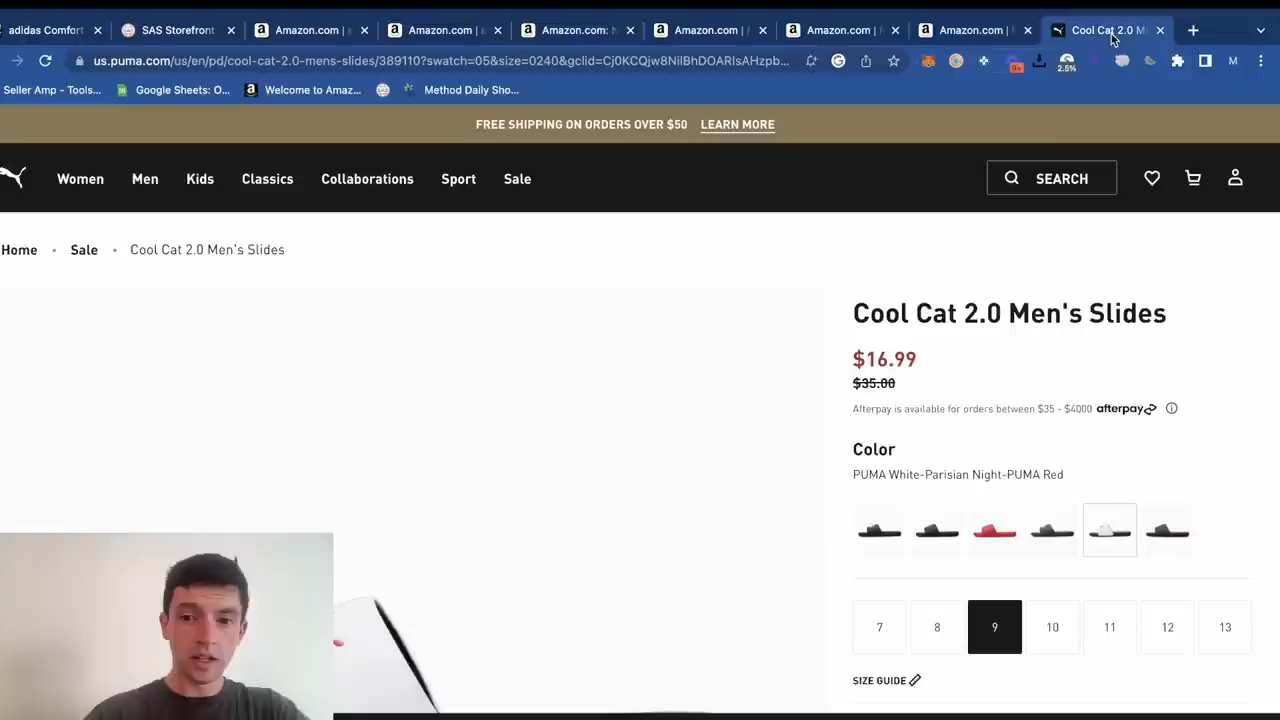 adidas Comfort
SAS Storefront
Amazon.com |
Amazon.com |
Amazon.com:
Amazon.com |
Amazon.com |
Amazon.com |
Cool Cat 2.0 M
us.puma.com/us/en/pd/cool-cat-2.0-mens-slides/389110?swatch=05&size=0240&gclid=Cj0KCQjw8NilBhDOARIsAHzpb...
9+
2.5%
M
Seller Amp - Tools...
Google Sheets: O...
Welcome to Amaz...
Method Daily Sho...
FREE SHIPPING ON ORDERS OVER $50 LEARN MORE
Women
Men
Kids
Classics
Collaborations
Sport
Sale
SEARCH
Home • Sale • Cool Cat 2.0 Men's Slides
Cool Cat 2.0 Men's Slides
$16.99
$35.00
Afterpay is available for orders between $35 - $4000 afterpay
Color
PUMA White-Parisian Night-PUMA Red
7 8 9 10 11 12 13
SIZE GUIDE